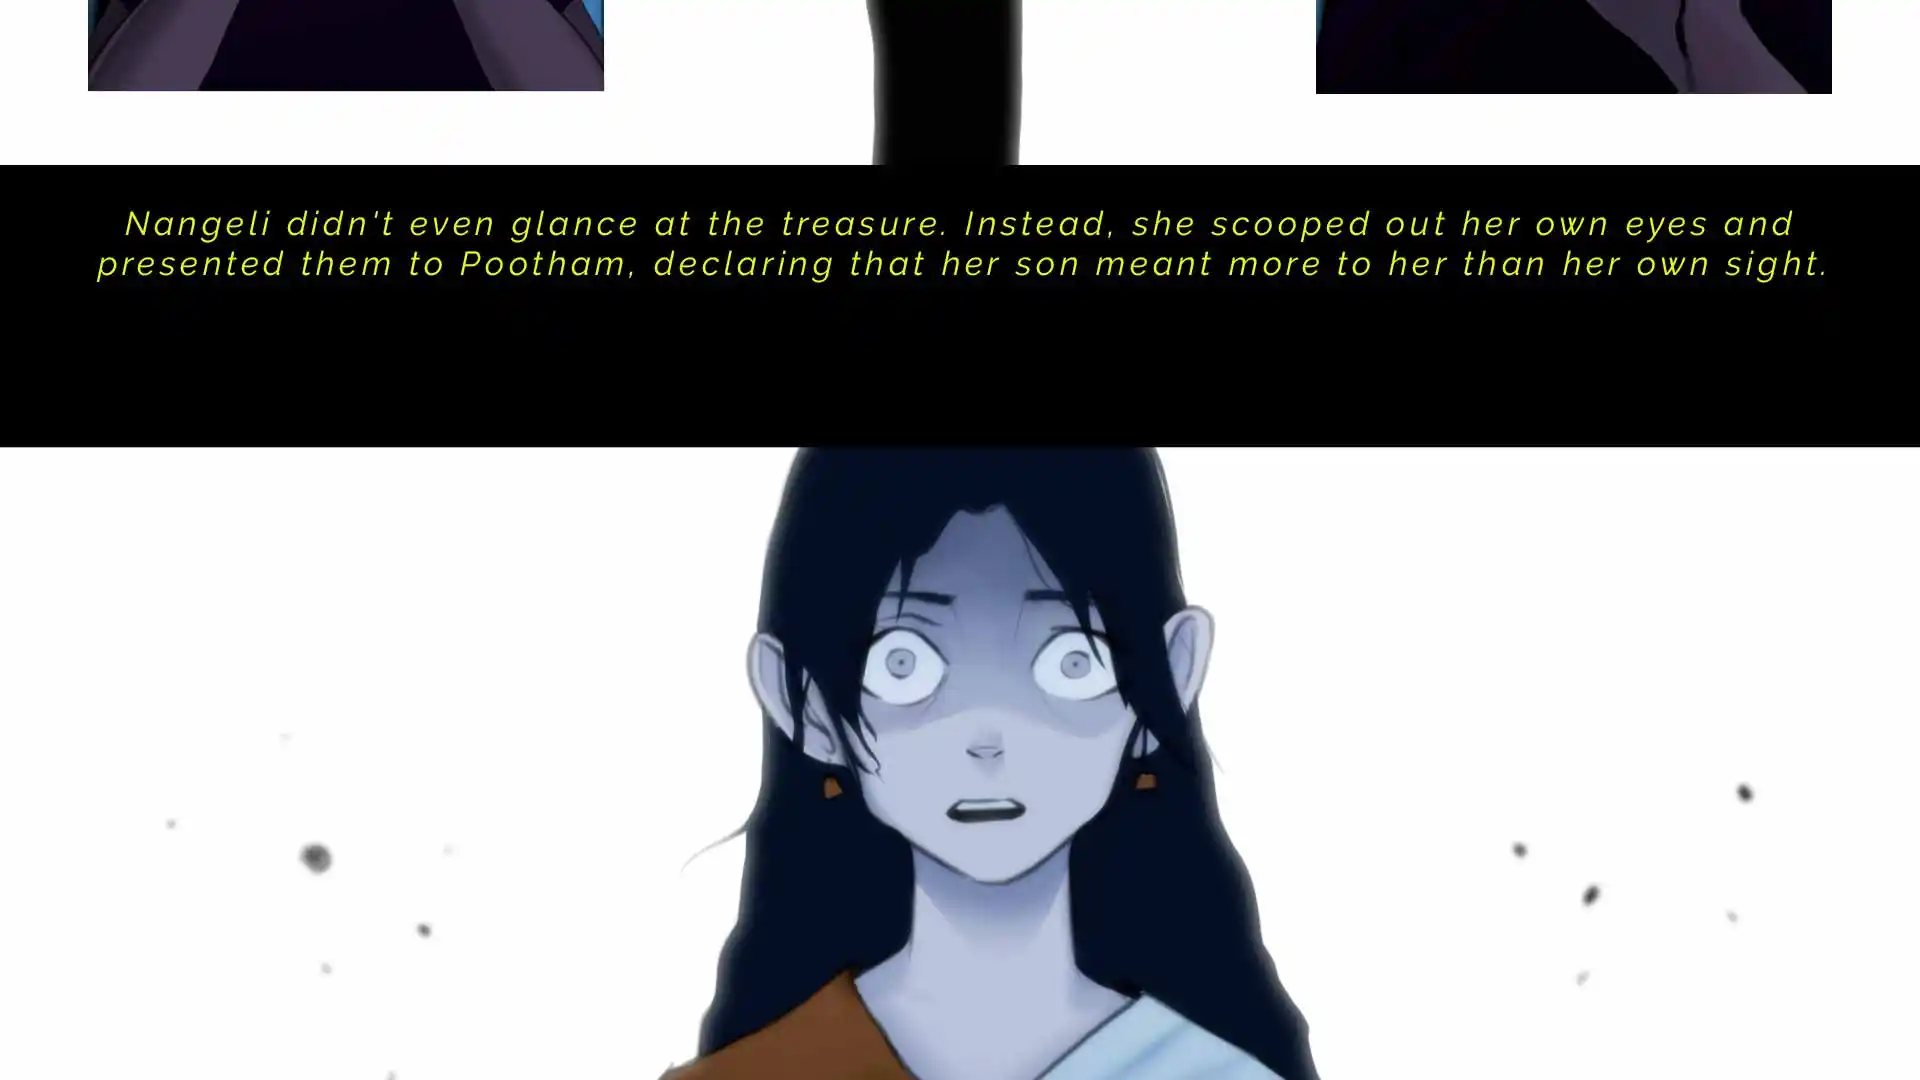 Nangeli didn't even glance at the treasure. Instead, she scooped out her own eyes and
presented them to Pootham, declaring that her son meant more to her than her own sight.